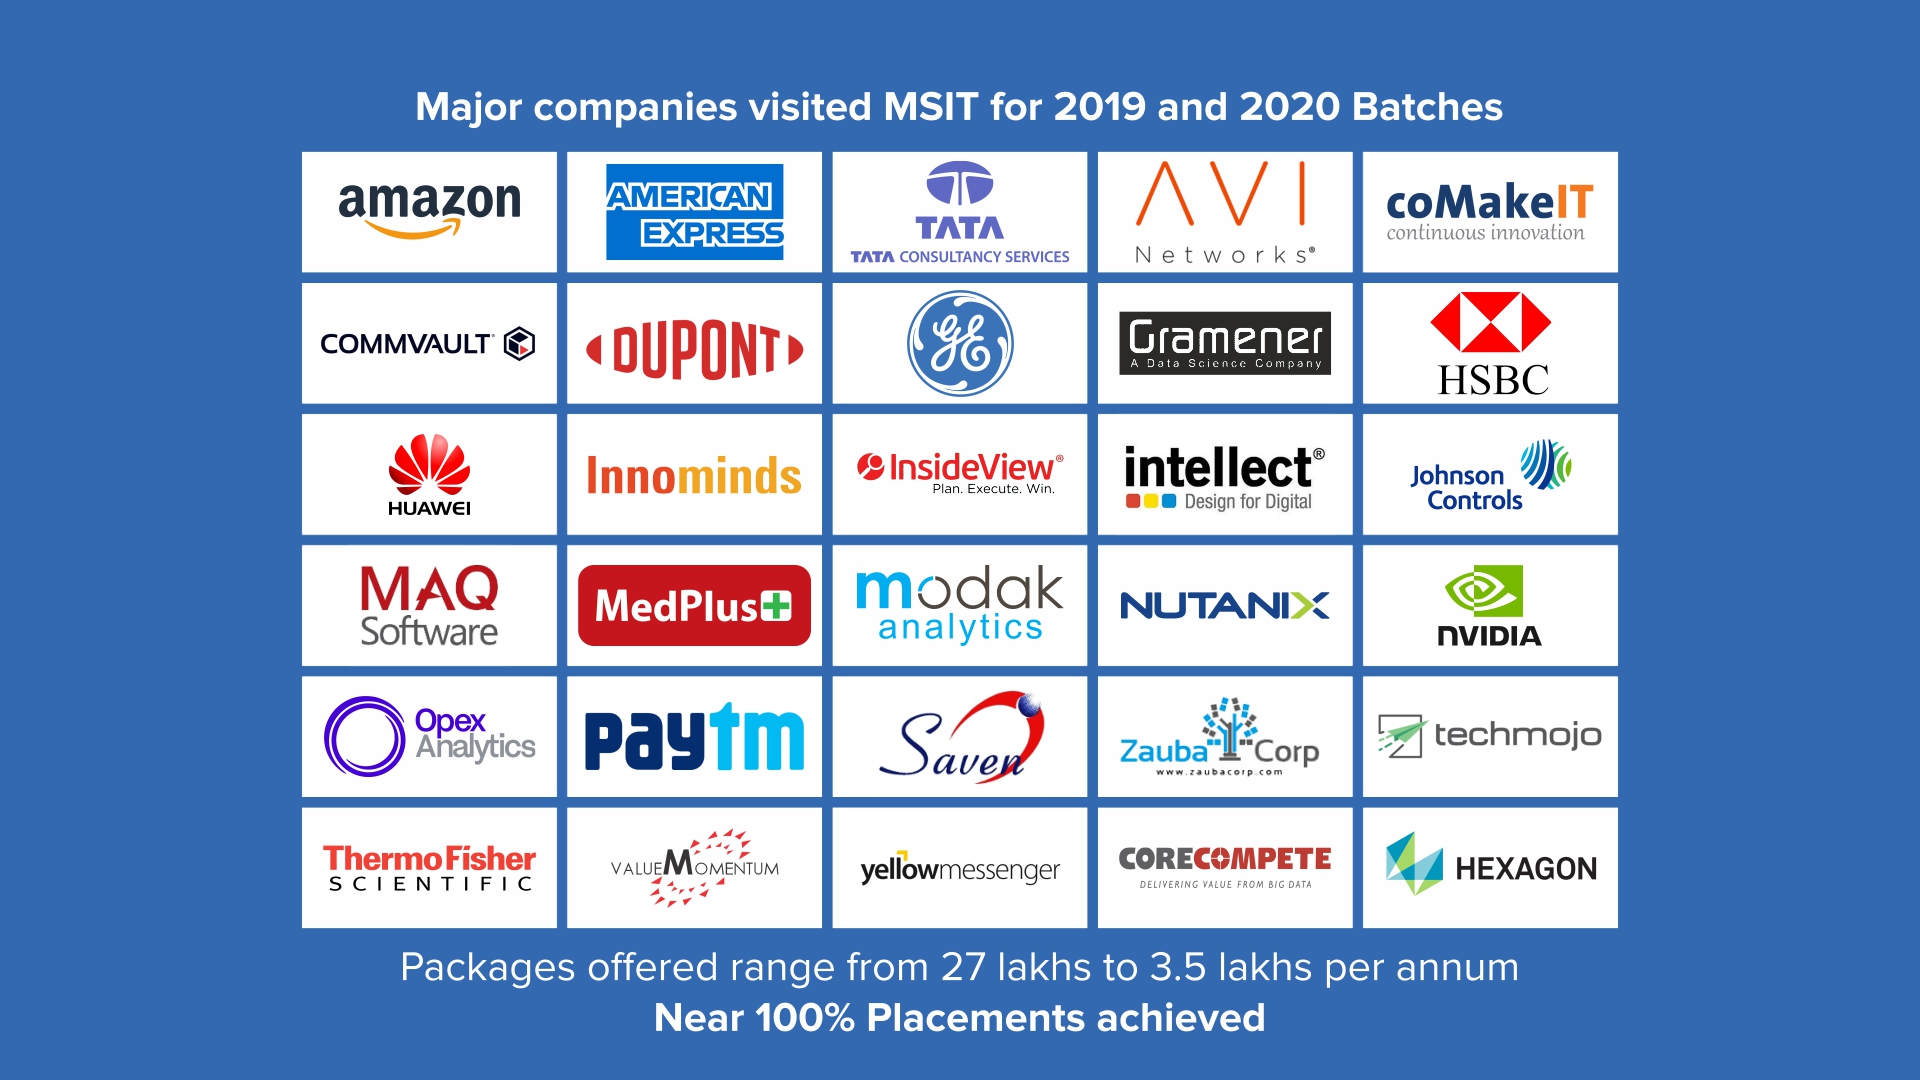 Major companies visited MSIT for 2019 and 2020 Batches
amazon
AMERICAN
EXPRESS
TATA
TATA CONSULTANCY SERVICES
AVI
Networks®
coMakeIT
continuous innovation
COMMVAULT
DUPONT
GE
Gramener
A Data Science Company
HSBC
HUAWEI
Innominds
InsideView®
Plan. Execute. Win.
intellect®
Design for Digital
Johnson
Controls
MAQ
Software
MedPlus
modak
analytics
NUTANIX
NVIDIA
Opex
Analytics
paytm
Saven
Zauba Corp
www.zaubacorp.com
techmojo
ThermoFisher
SCIENTIFIC
VALUEMOMENTUM
yellowmessenger
CORECOMPETE
DELIVERING VALUE FROM BIG DATA
HEXAGON
Packages offered range from 27 lakhs to 3.5 lakhs per annum
Near 100% Placements achieved